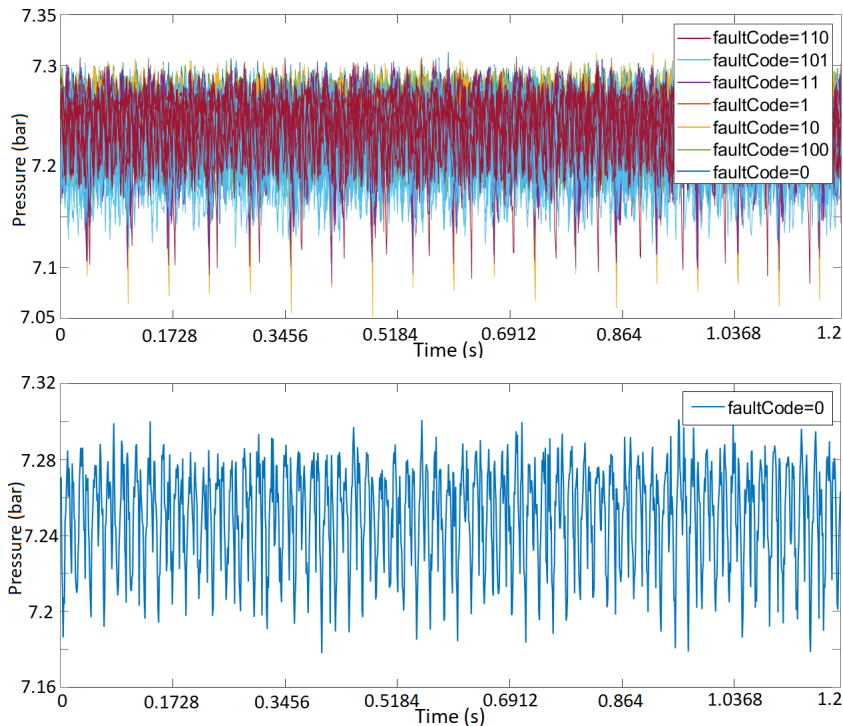 7.35
7.3
7.2
7.1
7.05
Pressure (bar)
faultCode=110
faultCode=101
faultCode=11
faultCode=1
faultCode=10
faultCode=100
faultCode=0
0 0.1728 0.3456 0.5184 0.6912 0.864 1.0368 1.2
Time (s)
7.32
7.28
7.24
7.2
7.16
Pressure (bar)
faultCode=0
0 0.1728 0.3456 0.5184 0.6912 0.864 1.0368 1.2
Time (s)